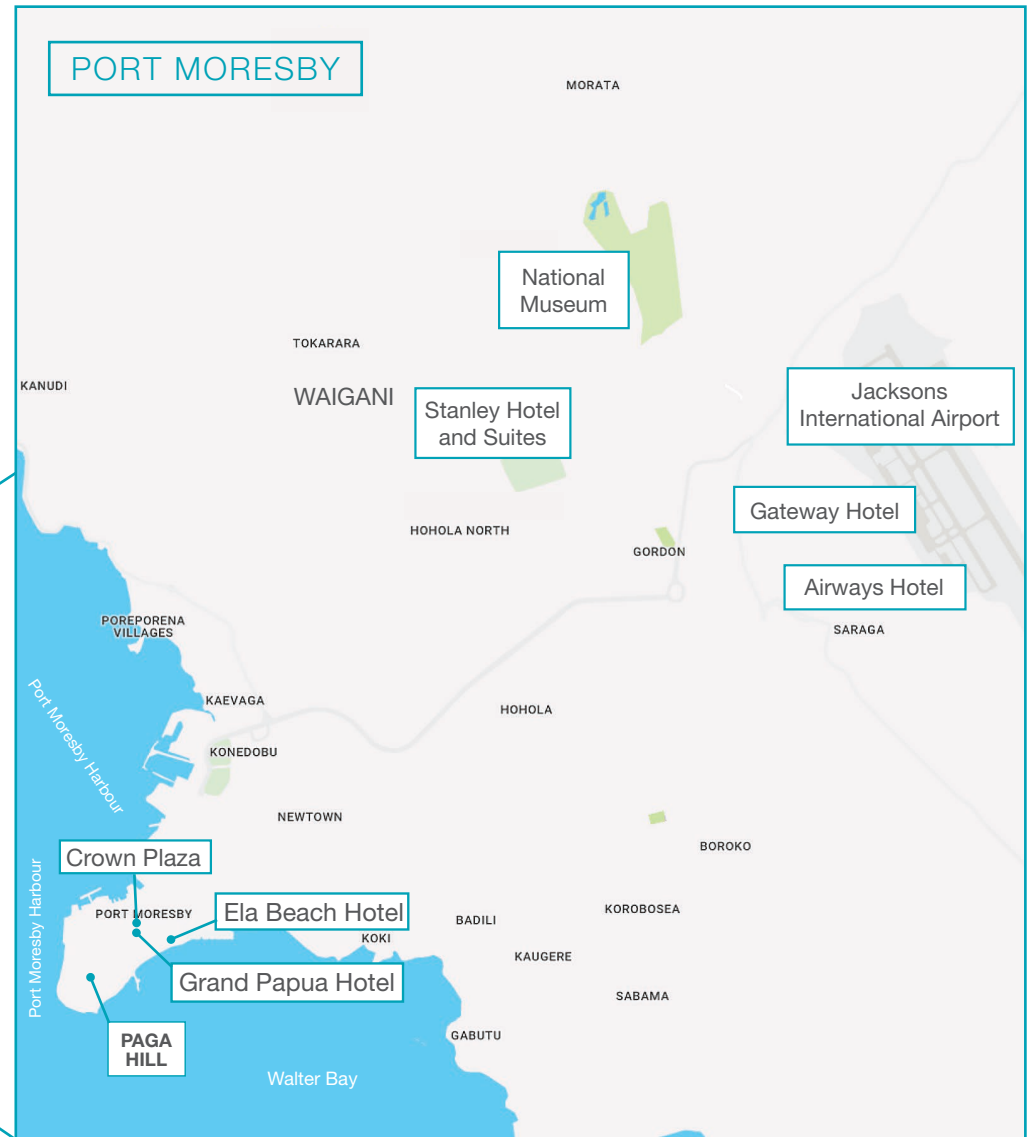 PORT MORESBY
MORATA
National
Museum
TOKARARA
KANUDI
WAIGANI
Jacksons
International Airport
Stanley Hotel
and Suites
Gateway Hotel
HOHOLA NORTH
GORDON
Airways Hotel
POREPORENA
VILLAGES
SARAGA
Port Moresby Harbour
KAEVAGA
HOHOLA
KONEDOBU
NEWTOWN
BOROKO
Crown Plaza
Port Moresby Harbour
PORT MORESBY
Ela Beach Hotel
BADILI
KOROBOSEA
KOKI
KAUGERE
Grand Papua Hotel
SABAMA
PAGA
HILL
GABUTU
Walter Bay